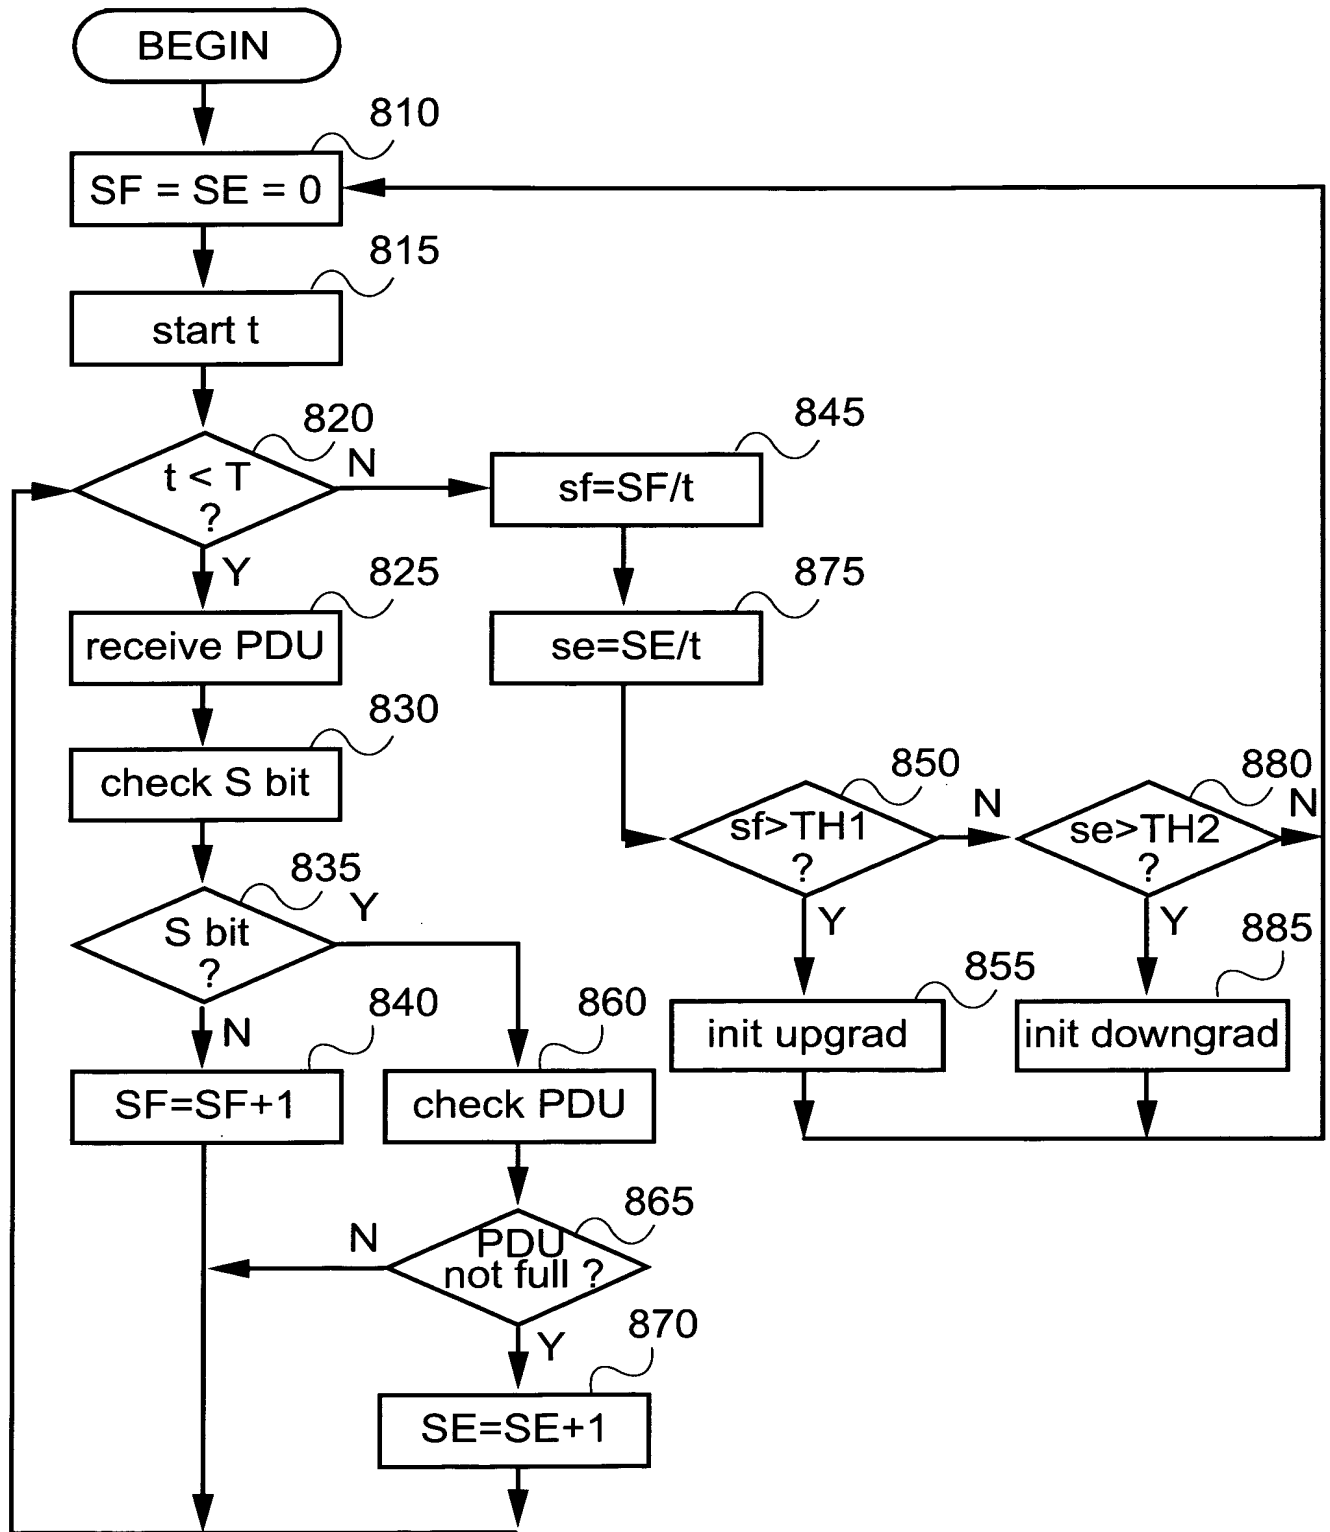 BEGIN
810
SF = SE = 0
815
start t
820
t < T
?
N
Y
845
sf=SF/t
825
receive PDU
875
se=SE/t
830
check S bit
850
sf>TH1
?
N
Y
880
se>TH2
?
N
Y
835
S bit
?
Y
N
855
init upgrad
885
init downgrad
840
SF=SF+1
860
check PDU
865
PDU
not full ?
N
Y
870
SE=SE+1